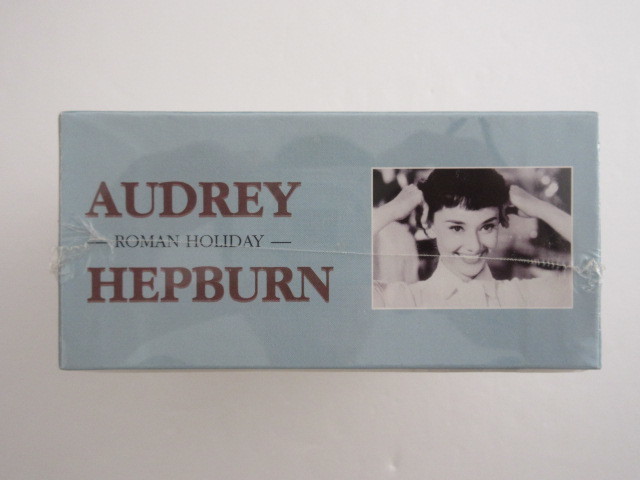 AUDREY
— ROMAN HOLIDAY —
HEPBURN